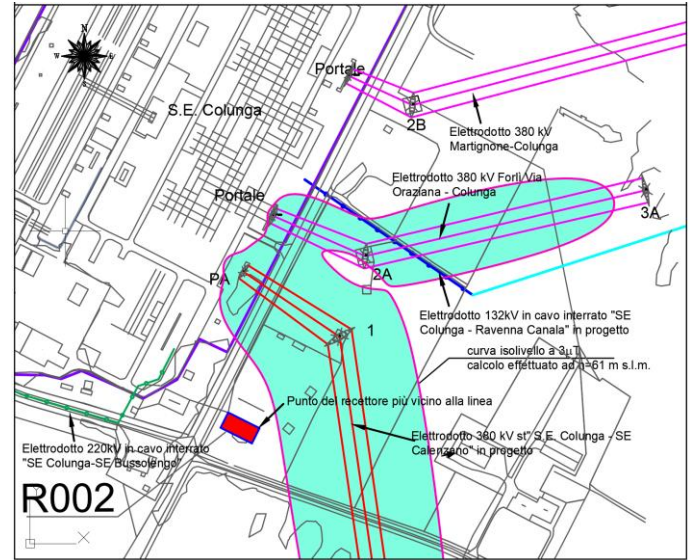 N
W
E
S.E. Colunga
Portale
2B
Elettrodotto 380 kV
Martignone-Colunga
Elettrodotto 380 kV Forlì Via
Oraziana - Colunga
Portale
3A
2A
PA
Elettrodotto 132kV in cavo interrato "SE
Colunga - Ravenna Canala" in progetto
1
curva isolivello a 3μT
calcolo effettuato ad h=61 m s.l.m.
Punto del recettore più vicino alla linea
Elettrodotto 380 kV st" S.E. Colunga - SE
Calenzano" in progetto
Elettrodotto 220kV in cavo interrato
"SE Colunga-SE Bussolengo"
R002